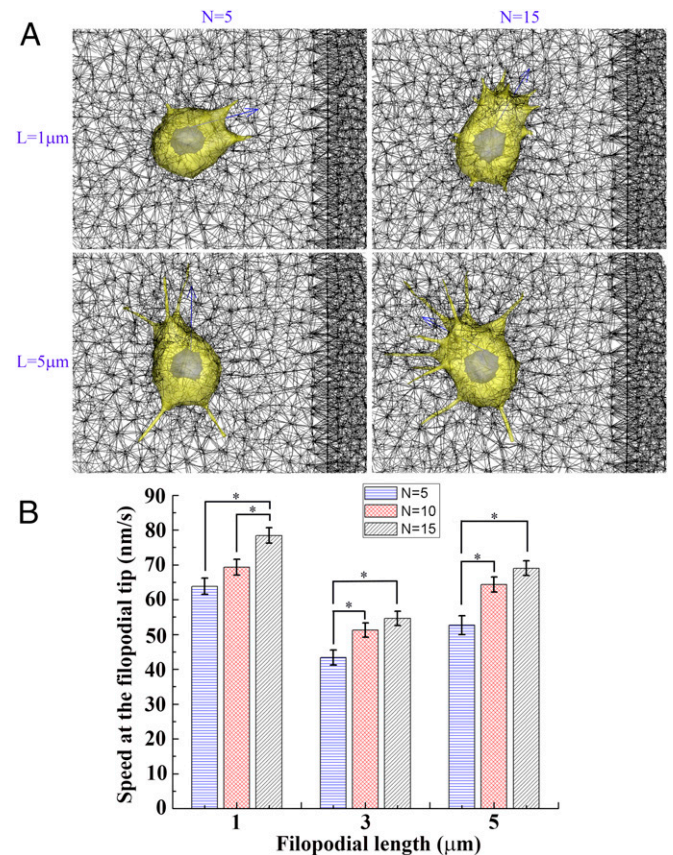 A
N=5
N=15
L=1μm
L=5μm
B
Speed at the filopodial tip (nm/s)
90
80
70
60
50
40
30
20
10
0
* *
* *
* *
N=5
N=10
N=15
1 3 5
Filopodial length (μm)